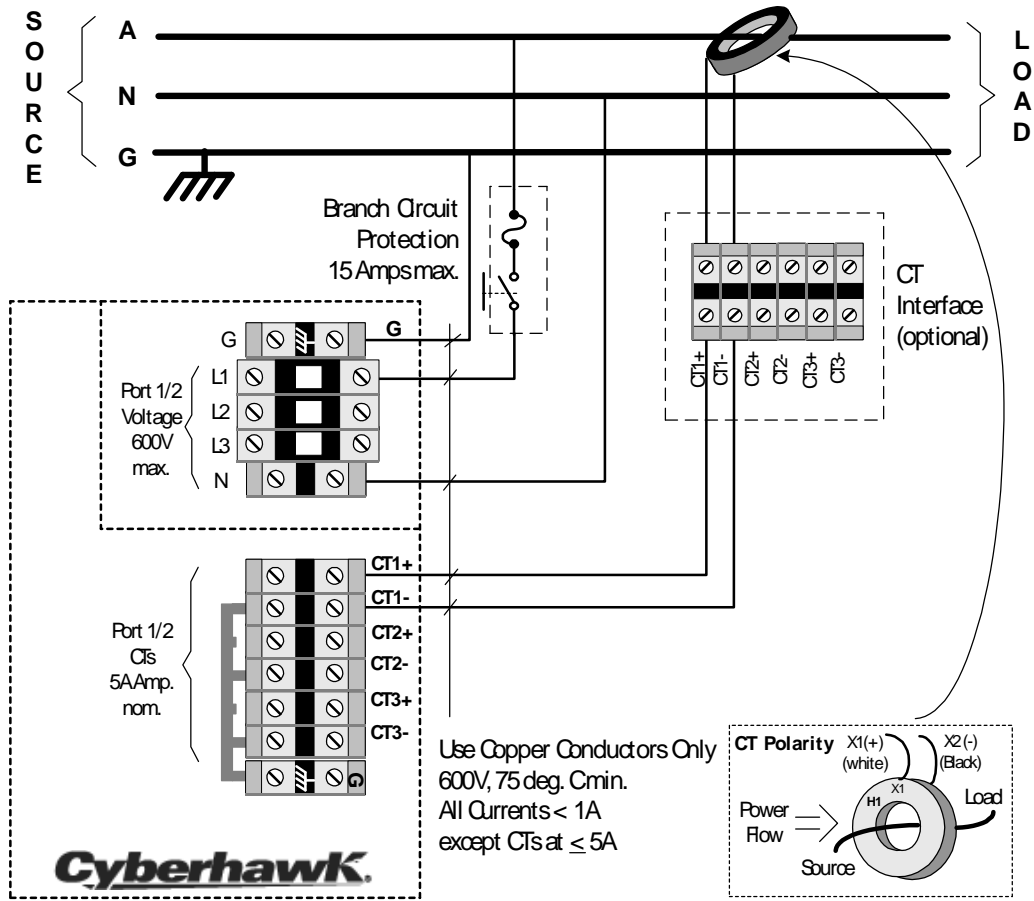 SOURCE
A
N
G
LOAD
Branch Circuit
Protection
15 Amps max.
CT
Interface
(optional)
CT1+
CT1-
CT2+
CT2-
CT3+
CT3-
G
G
L1
L2
L3
N
Port 1/2
Voltage
600V
max.
Port 1/2
CTs
5A Amp.
nom.
CT1+
CT1-
CT2+
CT2-
CT3+
CT3-
G
Use Copper Conductors Only
600V, 75 deg. C min.
All Currents < 1A
except CTs at ≤ 5A
CT Polarity
X1(+)
(white)
X2 (-)
(Black)
H1
X1
Power
Flow
Source
Load
Cyberhawk.